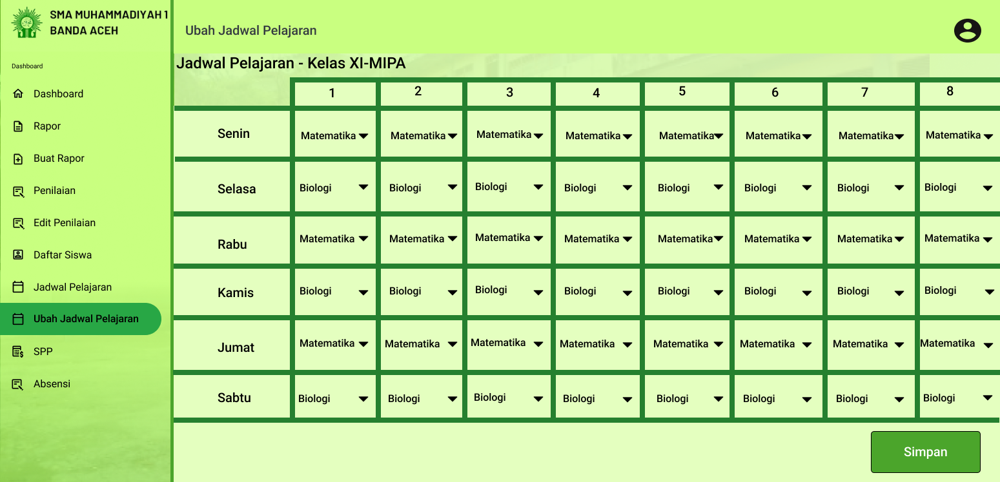 SMA MUHAMMADIYAH 1
BANDA ACEH
Ubah Jadwal Pelajaran
Dashboard
Dashboard
Rapor
Buat Rapor
Penilaian
Edit Penilaian
Daftar Siswa
Jadwal Pelajaran
Ubah Jadwal Pelajaran
SPP
Absensi
Jadwal Pelajaran - Kelas XI-MIPA
1 2 3 4 5 6 7 8
Senin Matematika Matematika Matematika Matematika Matematika Matematika Matematika Matematika
Selasa Biologi Biologi Biologi Biologi Biologi Biologi Biologi Biologi
Rabu Matematika Matematika Matematika Matematika Matematika Matematika Matematika Matematika
Kamis Biologi Biologi Biologi Biologi Biologi Biologi Biologi Biologi
Jumat Matematika Matematika Matematika Matematika Matematika Matematika Matematika Matematika
Sabtu Biologi Biologi Biologi Biologi Biologi Biologi Biologi Biologi
Simpan